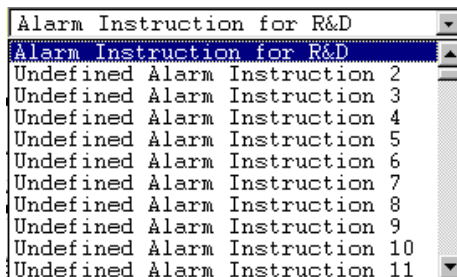 Alarm Instruction for R&D
Alarm Instruction for R&D
Undefined Alarm Instruction 2
Undefined Alarm Instruction 3
Undefined Alarm Instruction 4
Undefined Alarm Instruction 5
Undefined Alarm Instruction 6
Undefined Alarm Instruction 7
Undefined Alarm Instruction 8
Undefined Alarm Instruction 9
Undefined Alarm Instruction 10
Undefined Alarm Instruction 11